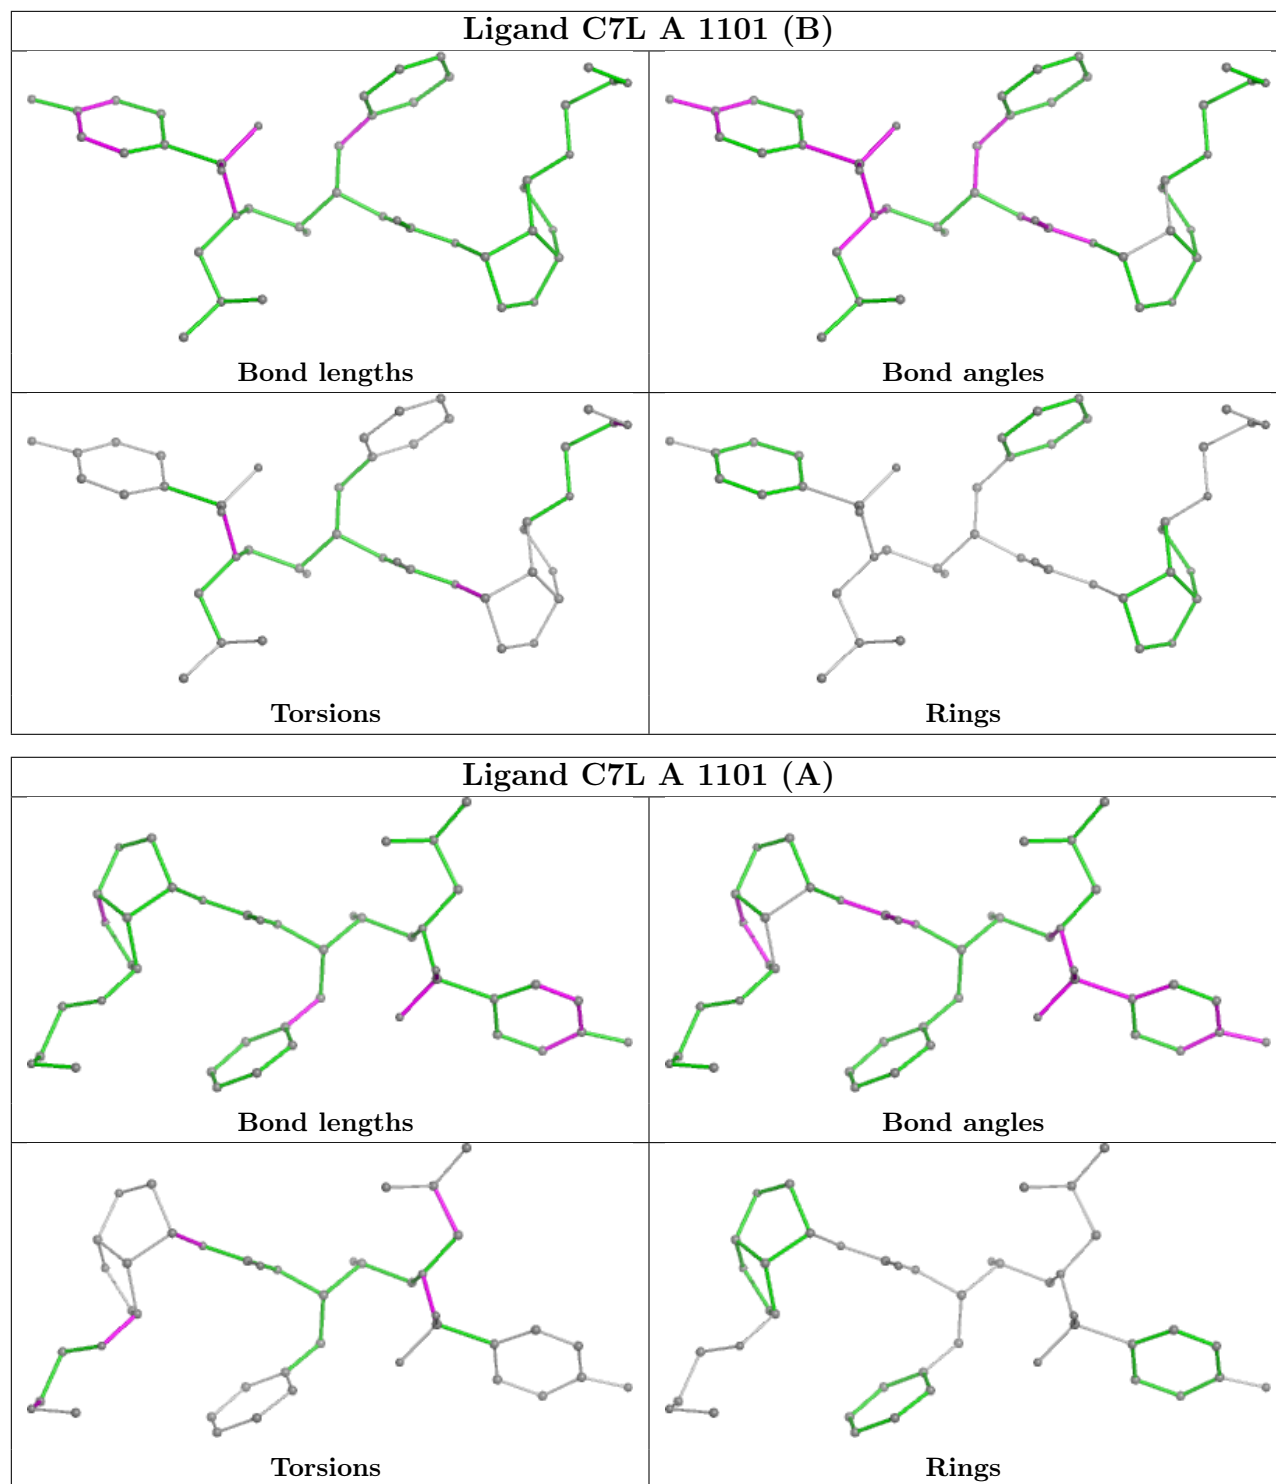 Ligand C7L A 1101 (B)
Bond lengths
Bond angles
Torsions
Rings
Ligand C7L A 1101 (A)
Bond lengths
Bond angles
Torsions
Rings